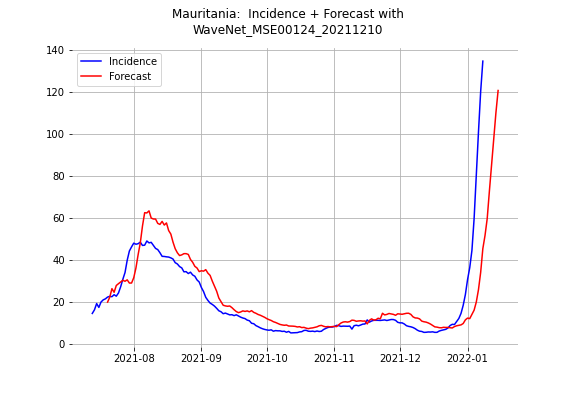 Mauritania:  Incidence + Forecast with
WaveNet_MSE00124_20211210
Incidence
Forecast
140
120
100
80
60
40
20
0
2021-08 2021-09 2021-10 2021-11 2021-12 2022-01